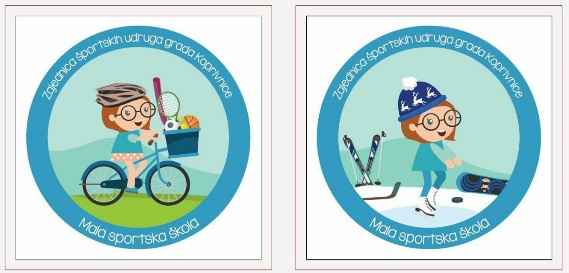 Zajednica športskih udruga grada Koprivnice
Mala sportska škola
Zajednica športskih udruga grada Koprivnice
Mala sportska škola